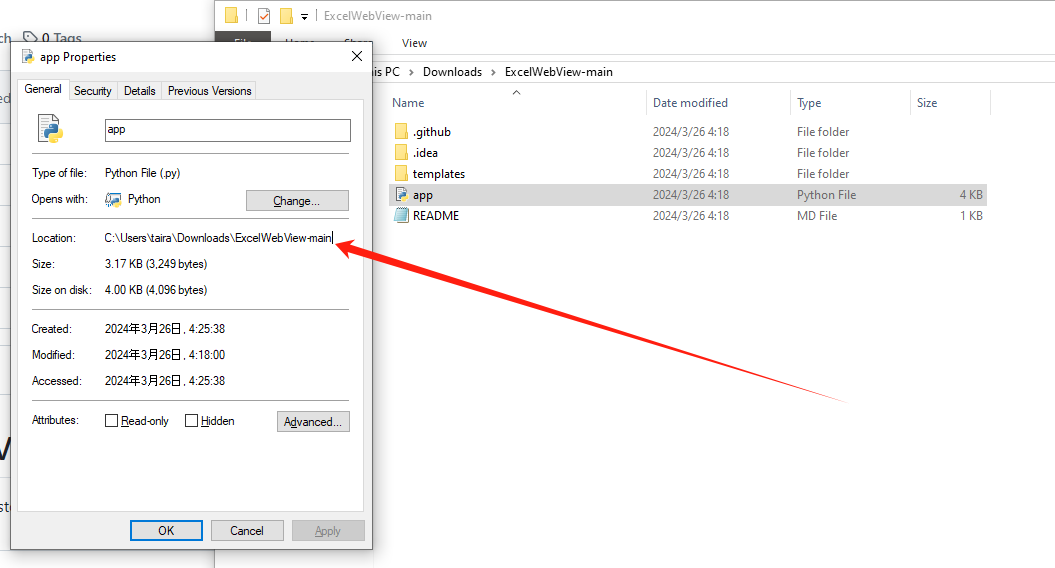 ExcelWebView-main
ch 0 Tags
View
app Properties
is PC > Downloads > ExcelWebView-main
General Security Details Previous Versions
app
Type of file: Python File (.py)
Opens with: Python Change...
Location: C:\Users\taira\Downloads\ExcelWebView-main
Size: 3.17 KB (3,249 bytes)
Size on disk: 4.00 KB (4,096 bytes)
Created: 2024年3月26日, 4:25:38
Modified: 2024年3月26日, 4:18:00
Accessed: 2024年3月26日, 4:25:38
Attributes: Read-only Hidden Advanced...
OK Cancel Apply
Name Date modified Type Size
.github 2024/3/26 4:18 File folder
.idea 2024/3/26 4:18 File folder
templates 2024/3/26 4:18 File folder
app 2024/3/26 4:18 Python File 4 KB
README 2024/3/26 4:18 MD File 1 KB